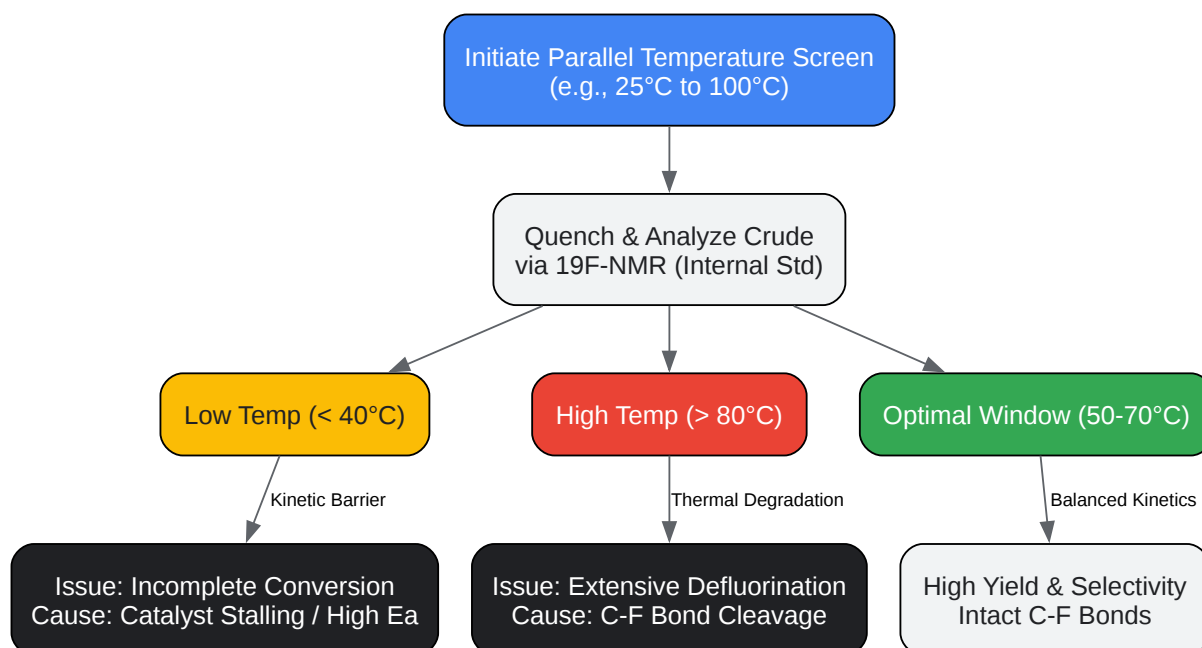 Initiate Parallel Temperature Screen
(e.g., 25°C to 100°C)
Quench & Analyze Crude
via 19F-NMR (Internal Std)
Low Temp (< 40°C)
High Temp (> 80°C)
Optimal Window (50-70°C)
Kinetic Barrier
Thermal Degradation
Balanced Kinetics
Issue: Incomplete Conversion
Cause: Catalyst Stalling / High Ea
Issue: Extensive Defluorination
Cause: C-F Bond Cleavage
High Yield & Selectivity
Intact C-F Bonds